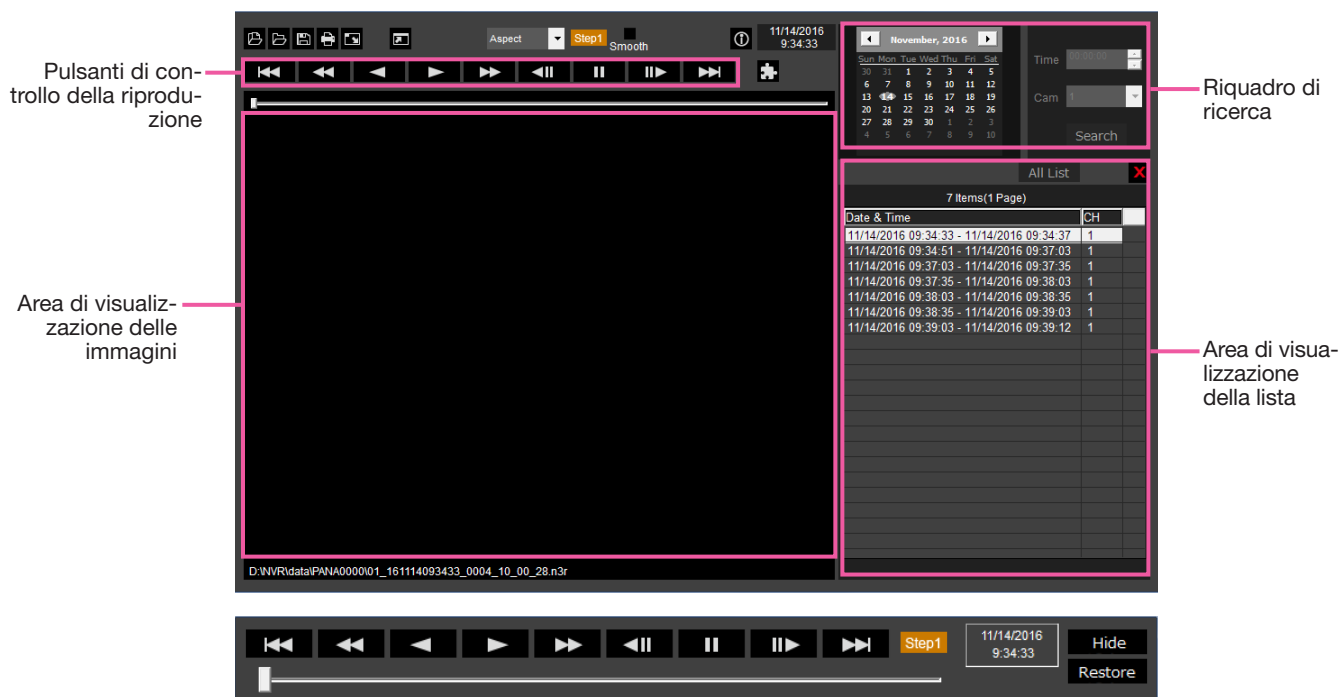 Pulsanti di con-
trollo della riprodu-
zione
Area di visualiz-
zazione delle
immagini
Aspect
Step1
Smooth
11/14/2016
9:34:33
D:\NVR\data\PANA0000\01_161114093433_0004_10_00_28.n3r
November, 2016
Sun Mon Tue Wed Thu Fri Sat
30 31 1 2 3 4 5
6 7 8 9 10 11 12
13 14 15 16 17 18 19
20 21 22 23 24 25 26
27 28 29 30 1 2 3
4 5 6 7 8 9 10
Time 00:00:00
Cam 1
Search
All List
X
7 Items(1 Page)
Date & Time CH
11/14/2016 09:34:33 - 11/14/2016 09:34:37 1
11/14/2016 09:34:51 - 11/14/2016 09:37:03 1
11/14/2016 09:37:03 - 11/14/2016 09:37:35 1
11/14/2016 09:37:35 - 11/14/2016 09:38:03 1
11/14/2016 09:38:03 - 11/14/2016 09:38:35 1
11/14/2016 09:38:35 - 11/14/2016 09:39:03 1
11/14/2016 09:39:03 - 11/14/2016 09:39:12 1
Riquadro di
ricerca
Area di visua-
lizzazione
della lista
Step1
11/14/2016
9:34:33
Hide
Restore